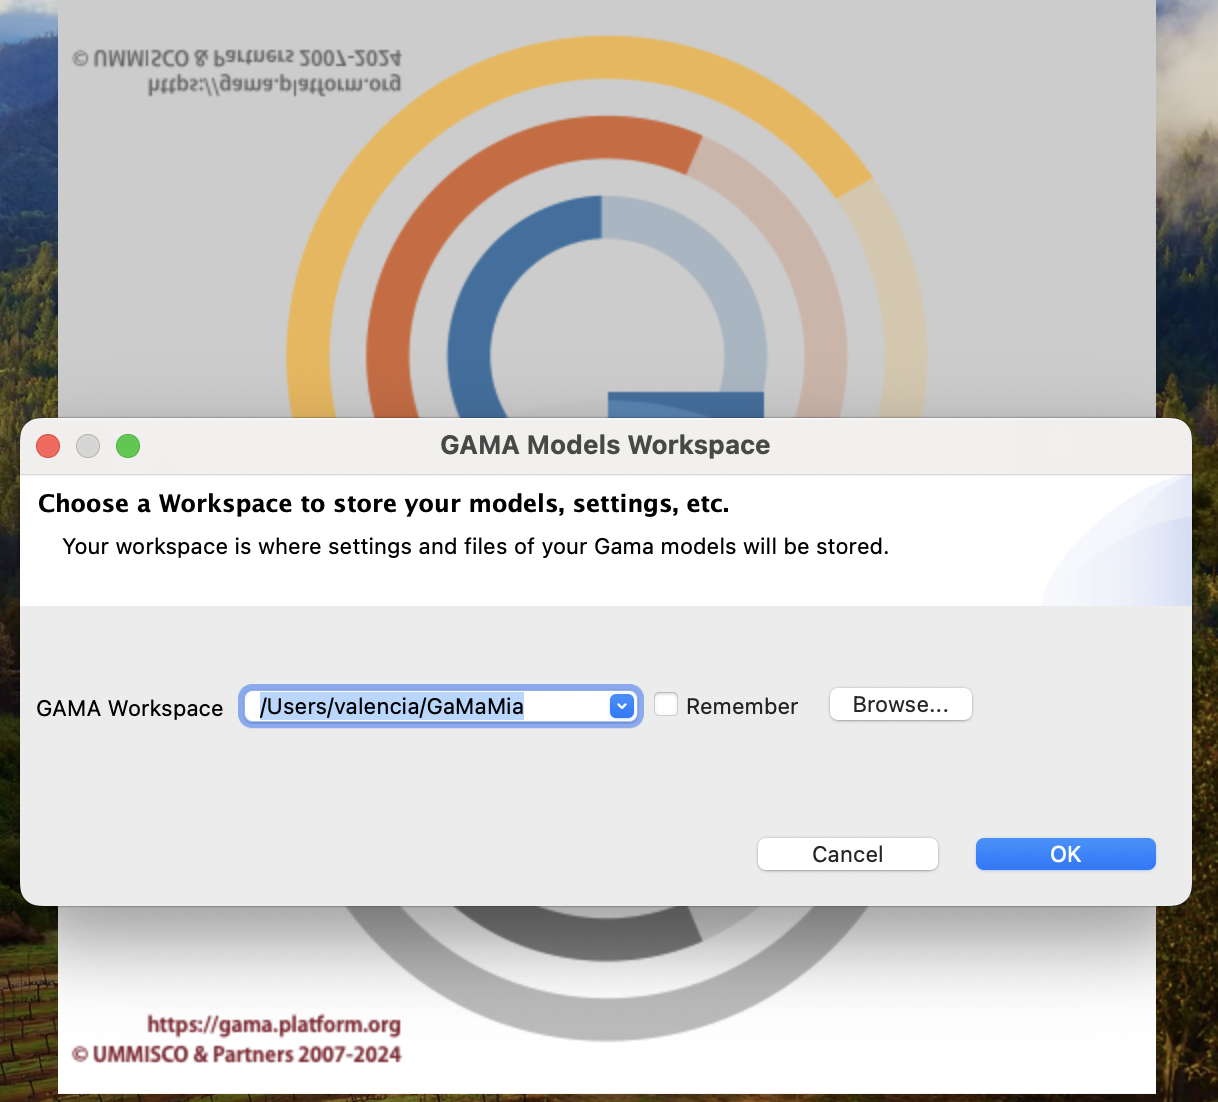 © UMMISCO & Partners 2007-2024
https://gama.platform.org
GAMA Models Workspace
Choose a Workspace to store your models, settings, etc.
Your workspace is where settings and files of your Gama models will be stored.
GAMA Workspace /Users/valencia/GaMaMia Remember Browse...
Cancel OK
https://gama.platform.org
© UMMISCO & Partners 2007-2024